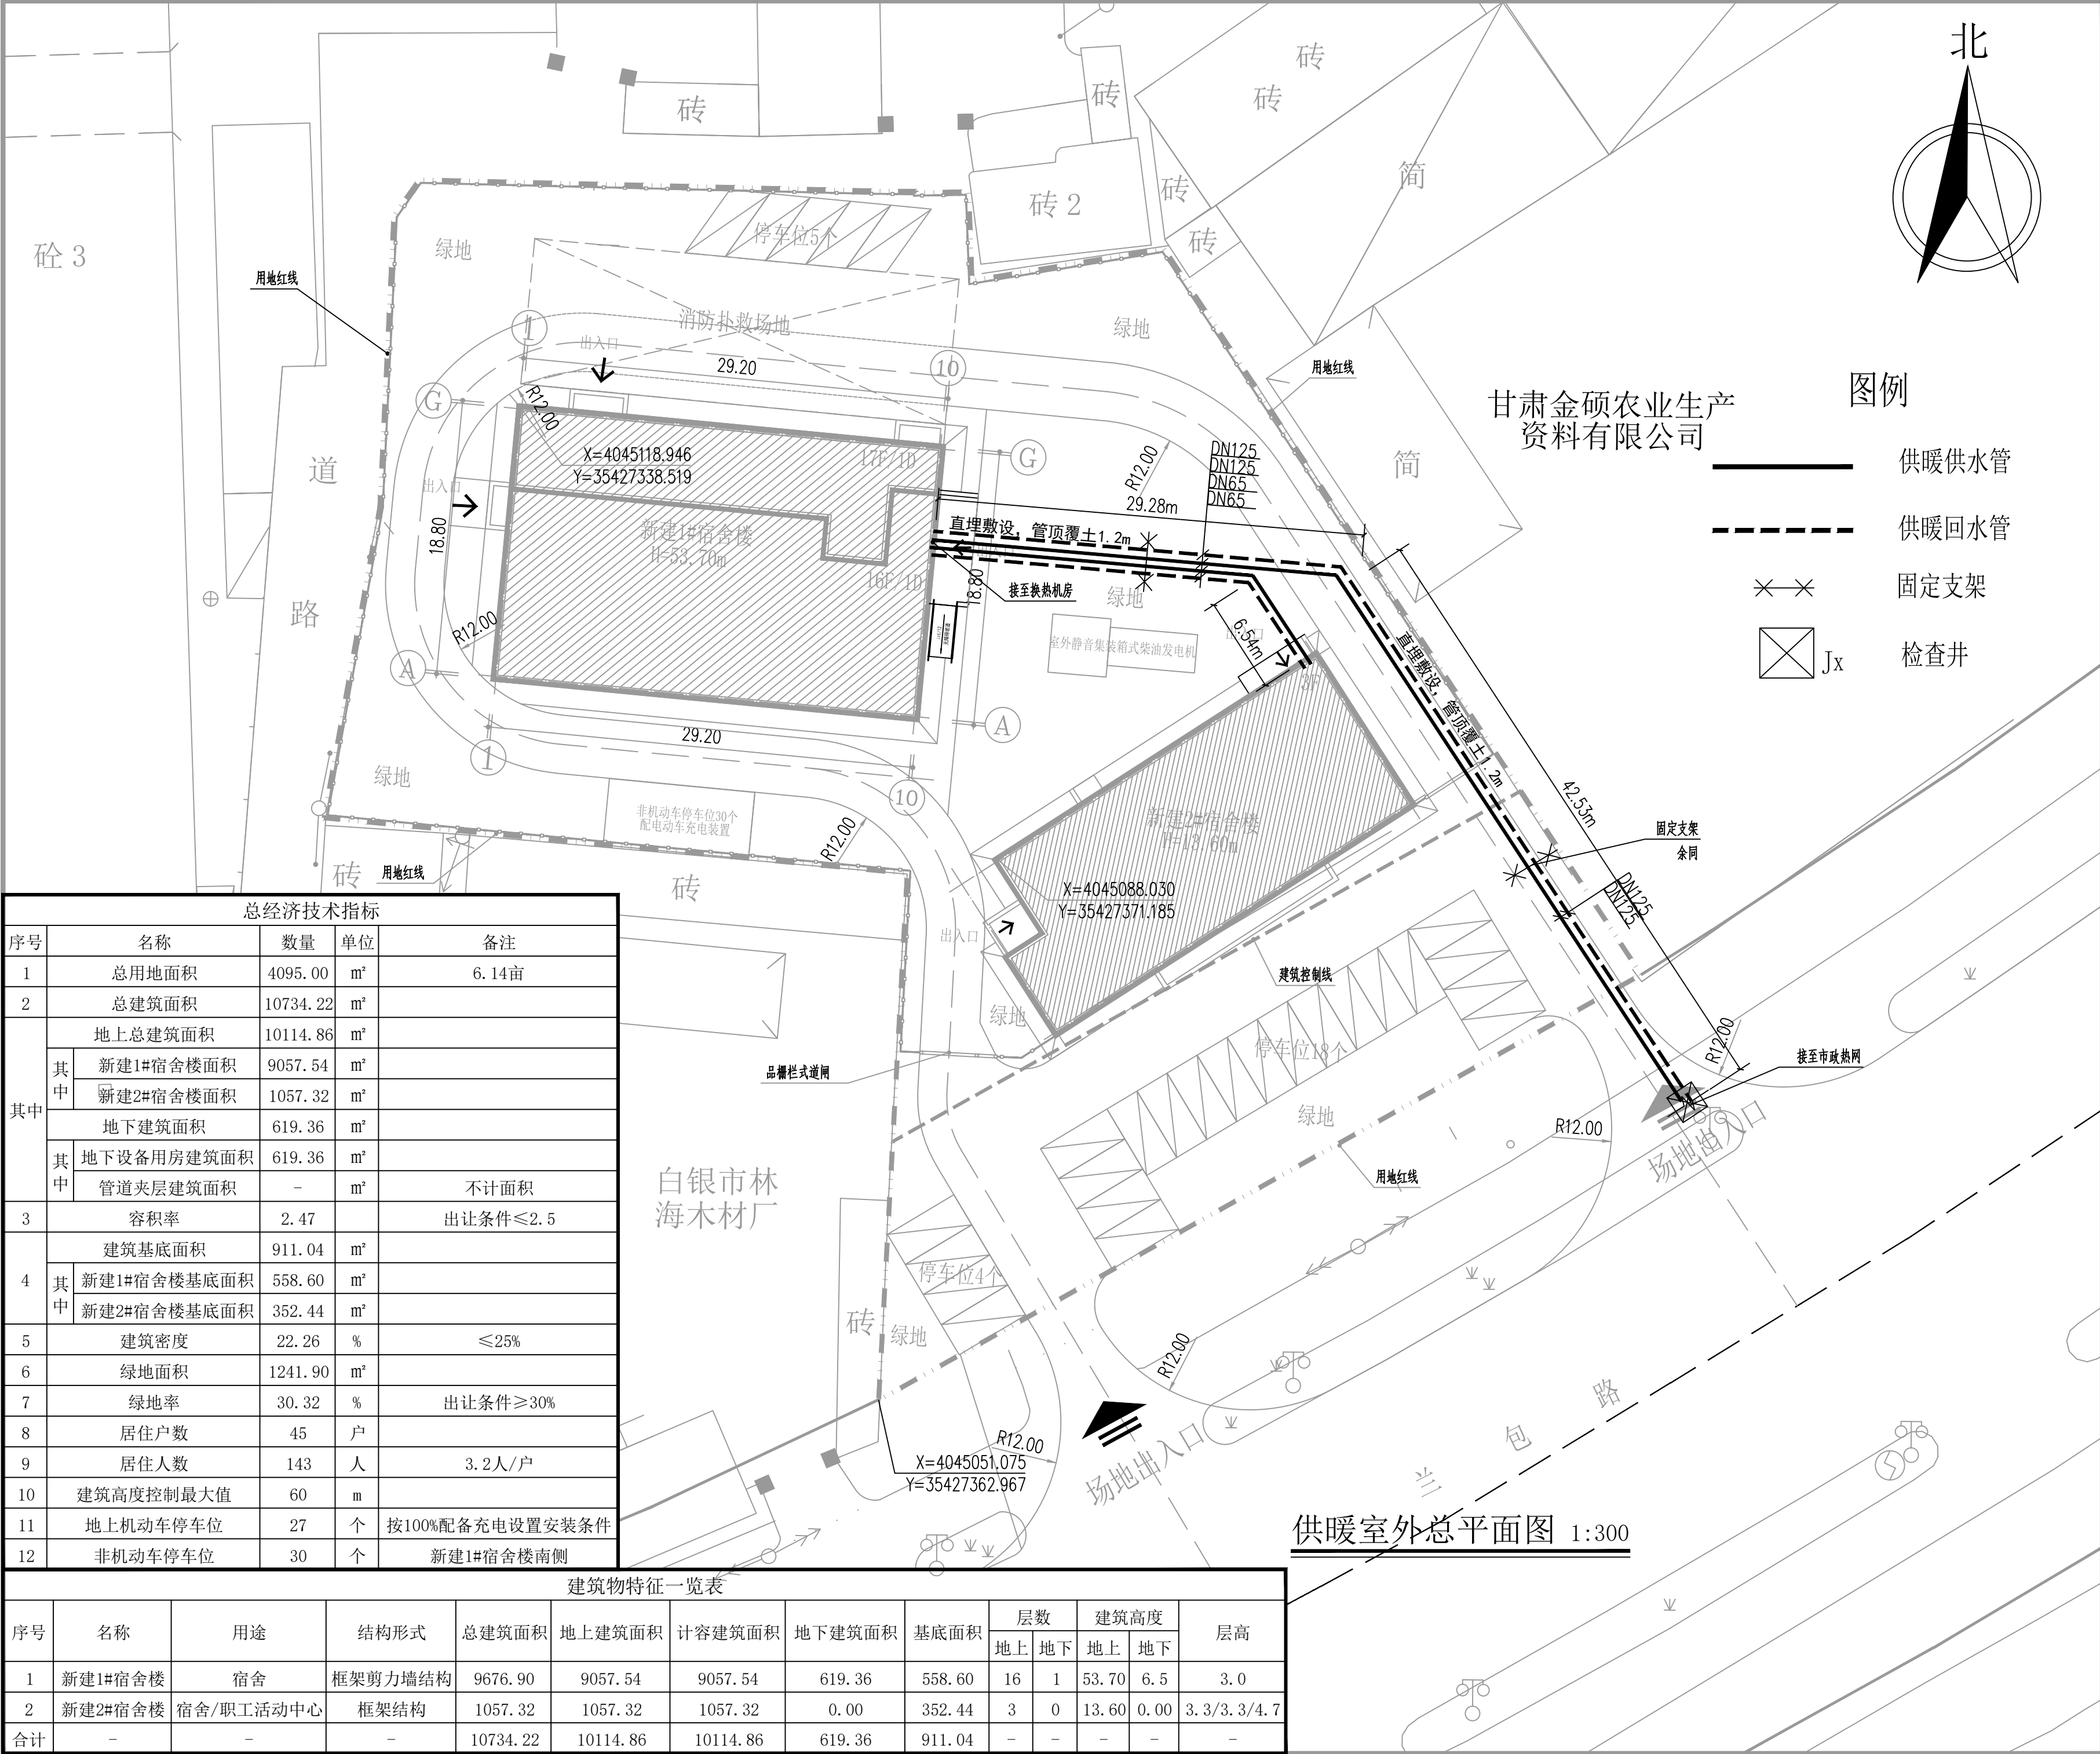 北
砖
砖
砖
砖
简
砖
砖2
砖
砼3
停车位5个
绿地
用地红线
消防扑救场地
绿地
1
出入口
29.20
10
用地红线
图例
甘肃金硕农业生产
资料有限公司
供暖供水管
供暖回水管
固定支架
Jx
检查井
G
R12.00
X=4045118.946
Y=35427338.519
17F/1D
G
R12.00
DN125
DN125
DN65
DN65
29.28m
简
道
路
出入口
18.80
新建1#宿舍楼
H=53.70m
16F/1D
直埋敷设，管顶覆土1.2m
接至换热机房
18.80
绿地
室外静音集装箱式柴油发电机
6.54m
3F
直埋敷设，管顶覆土1.2m
42.53m
R12.00
A
A
29.20
1
10
绿地
非机动车停车位30个
配电动车充电装置
R12.00
新建2#宿舍楼
H=13.60m
固定支架
余同
DN125
DN125
砖
用地红线
砖
X=4045088.030
Y=35427371.185
出入口
建筑控制线
绿地
停车位18个
品栅栏式道闸
R12.00
接至市政热网
绿地
R12.00
场地出入口
用地红线
白银市林
海木材厂
停车位4个
砖
绿地
R12.00
R12.00
X=4045051.075
Y=35427362.967
场地出入口
兰
包
路
供暖室外总平面图 1:300
总经济技术指标
序号 名称 数量 单位 备注
1 总用地面积 4095.00 m² 6.14亩
2 总建筑面积 10734.22 m²
其中 地上总建筑面积 10114.86 m²
其中 新建1#宿舍楼面积 9057.54 m²
新建2#宿舍楼面积 1057.32 m²
地下建筑面积 619.36 m²
其中 地下设备用房建筑面积 619.36 m²
管道夹层建筑面积 - m² 不计面积
3 容积率 2.47 出让条件≤2.5
4 建筑基底面积 911.04 m²
其中 新建1#宿舍楼基底面积 558.60 m²
新建2#宿舍楼基底面积 352.44 m²
5 建筑密度 22.26 % ≤25%
6 绿地面积 1241.90 m²
7 绿地率 30.32 % 出让条件≥30%
8 居住户数 45 户
9 居住人数 143 人 3.2人/户
10 建筑高度控制最大值 60 m
11 地上机动车停车位 27 个 按100%配备充电设置安装条件
12 非机动车停车位 30 个 新建1#宿舍楼南侧
建筑物特征一览表
序号 名称 用途 结构形式 总建筑面积 地上建筑面积 计容建筑面积 地下建筑面积 基底面积 层数 建筑高度 层高
地上 地下 地上 地下
1 新建1#宿舍楼 宿舍 框架剪力墙结构 9676.90 9057.54 9057.54 619.36 558.60 16 1 53.70 6.5 3.0
2 新建2#宿舍楼 宿舍/职工活动中心 框架结构 1057.32 1057.32 1057.32 0.00 352.44 3 0 13.60 0.00 3.3/3.3/4.7
合计 - - - 10734.22 10114.86 10114.86 619.36 911.04 - - - - -